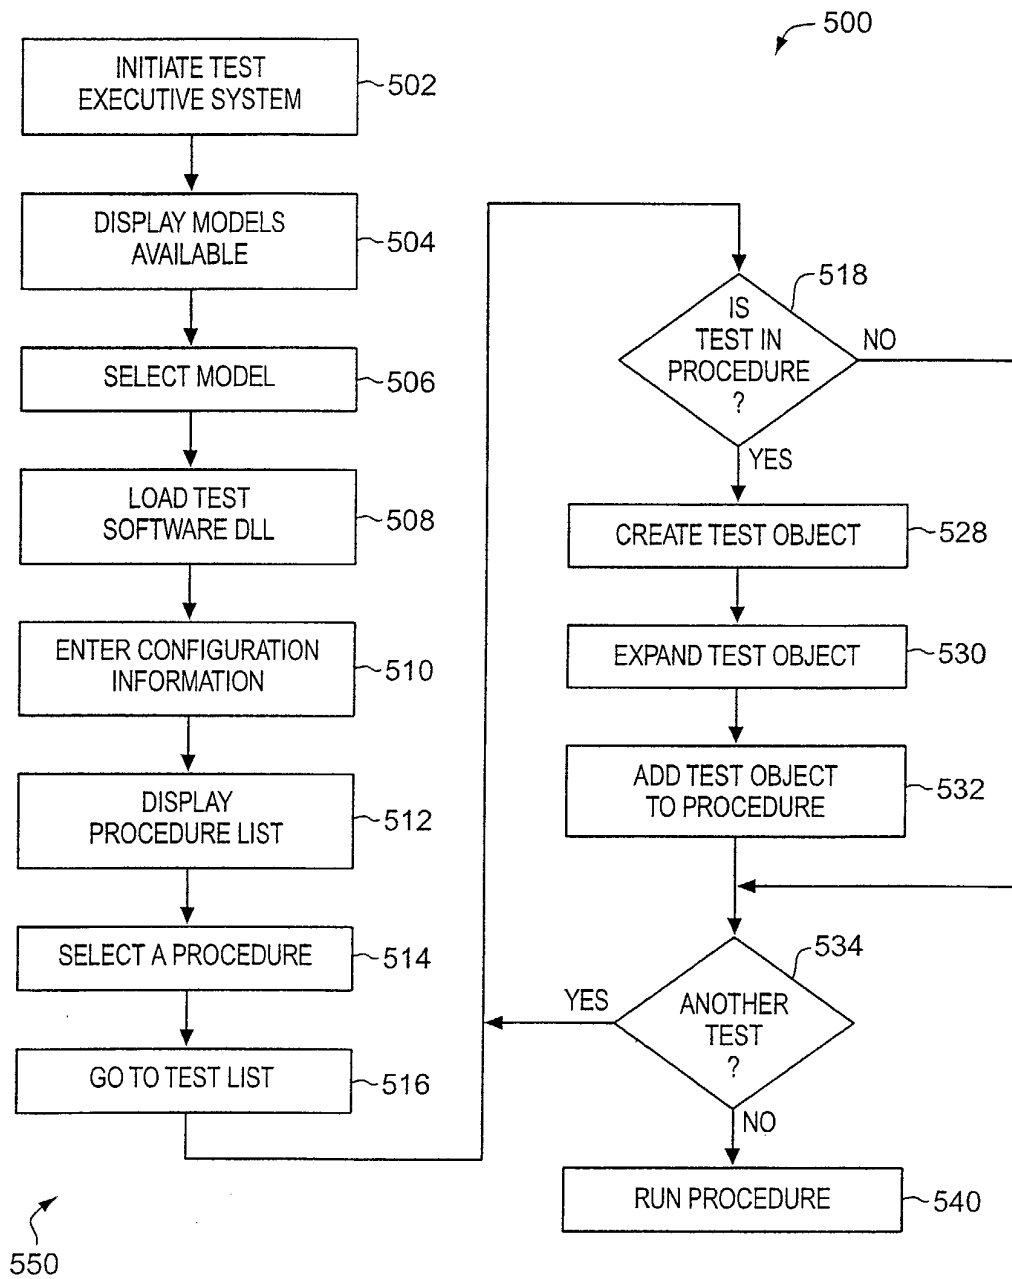 500
INITIATE TEST
EXECUTIVE SYSTEM
502
DISPLAY MODELS
AVAILABLE
504
SELECT MODEL
506
LOAD TEST
SOFTWARE DLL
508
ENTER CONFIGURATION
INFORMATION
510
DISPLAY
PROCEDURE LIST
512
SELECT A PROCEDURE
514
GO TO TEST LIST
516
550
518
IS
TEST IN
PROCEDURE
?
NO
YES
CREATE TEST OBJECT
528
EXPAND TEST OBJECT
530
ADD TEST OBJECT
TO PROCEDURE
532
534
YES
ANOTHER
TEST
?
NO
RUN PROCEDURE
540